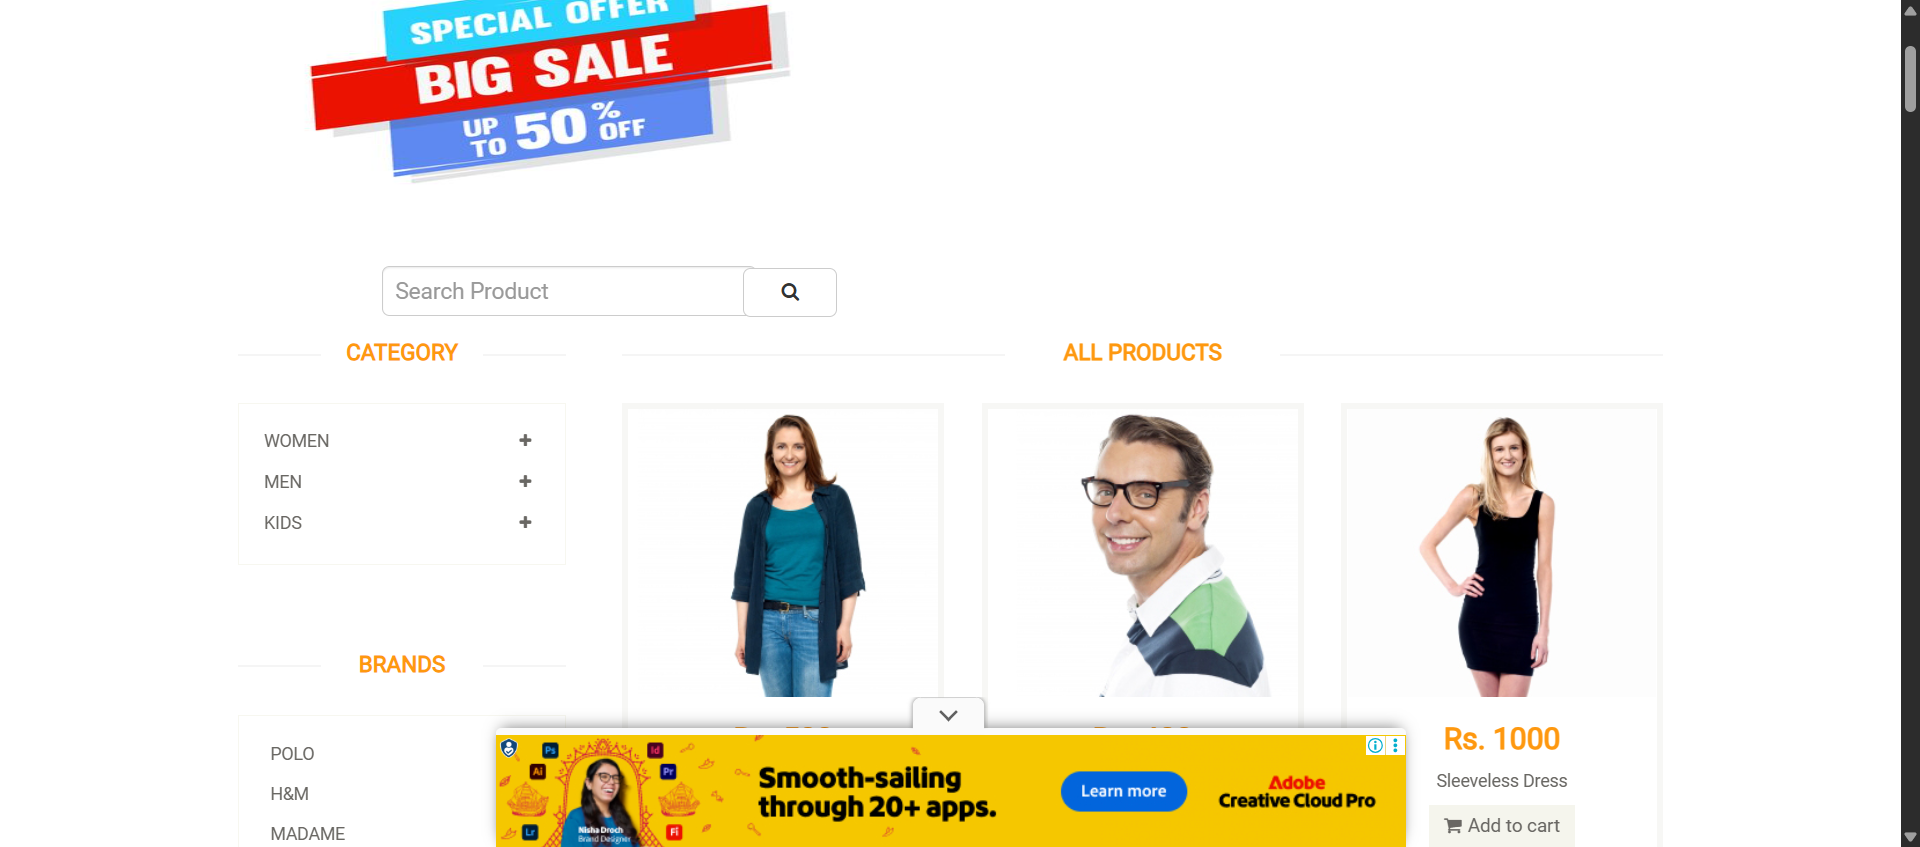 SPECIAL OFFER
BIG SALE
UP TO 50% OFF
Search Product
CATEGORY
WOMEN
MEN
KIDS
BRANDS
POLO
H&M
MADAME
ALL PRODUCTS
Rs. 1000
Sleeveless Dress
Add to cart
Ps
Id
Ai
Pr
Lr
Fi
Nisha Droch
Brand Designer
Smooth-sailing
through 20+ apps.
Learn more
Adobe
Creative Cloud Pro